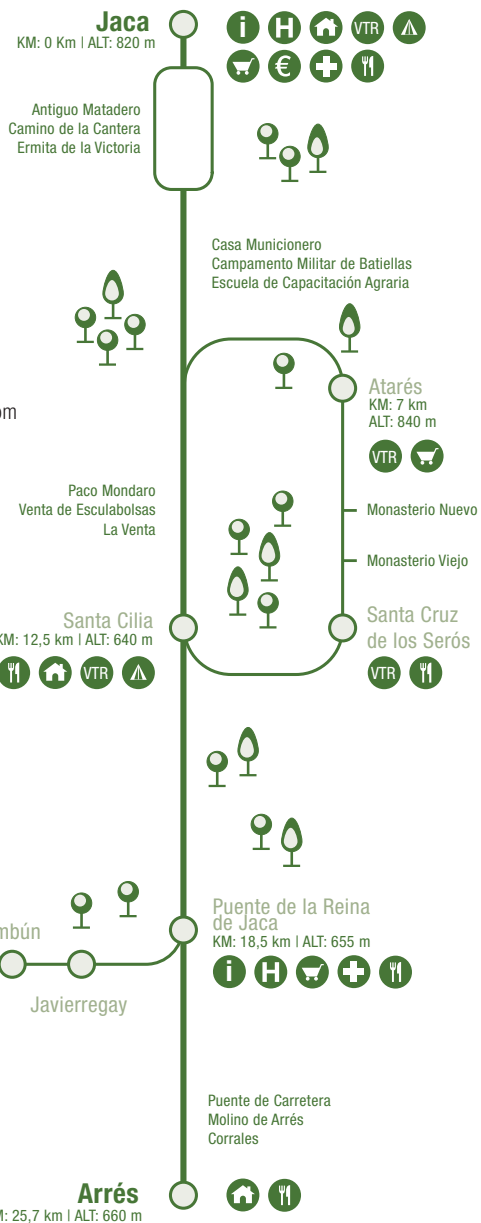 Jaca
KM: 0 Km | ALT: 820 m
i H VTR
€
Antiguo Matadero
Camino de la Cantera
Ermita de la Victoria
Casa Municionero
Campamento Militar de Batiellas
Escuela de Capacitación Agraria
Atarés
KM: 7 km
ALT: 840 m
VTR
Paco Mondaro
Venta de Esculabolsas
La Venta
Monasterio Nuevo
Monasterio Viejo
Santa Cilia
KM: 12,5 km | ALT: 640 m
VTR
Santa Cruz
de los Serós
VTR
Puente de la Reina
de Jaca
KM: 18,5 km | ALT: 655 m
i H
Javierregay
Puente de Carretera
Molino de Arrés
Corrales
Arrés
KM: 25,7 km | ALT: 660 m